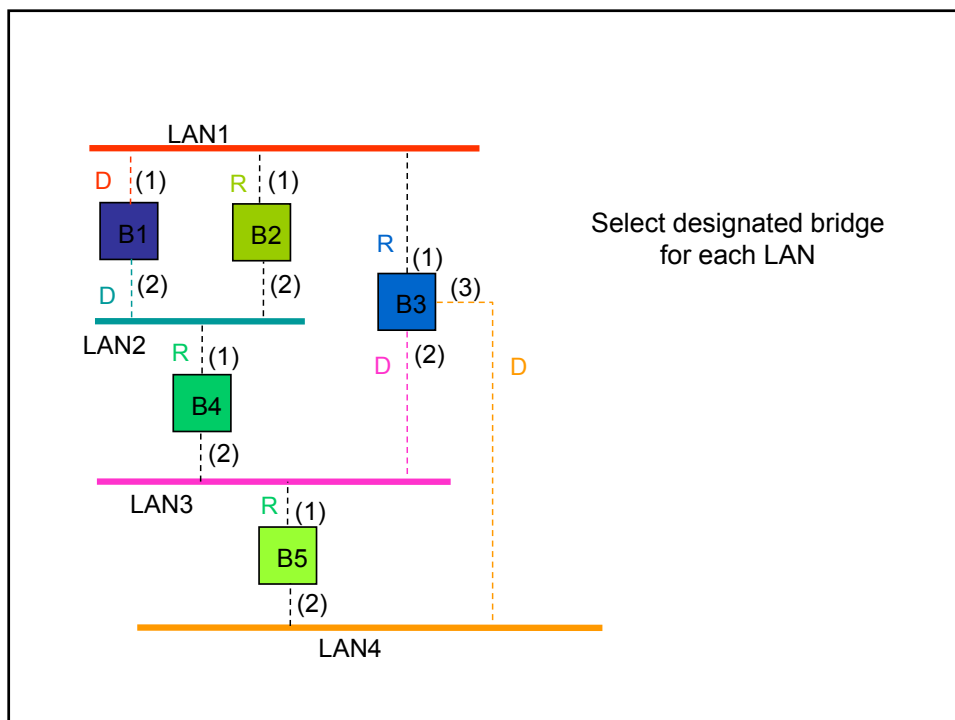 LAN1
D (1) R (1)
B1 B2
Select designated bridge
for each LAN
R (1)
D (2) (2) B3 (3)
LAN2
R (1) D (2) D
B4
(2)
LAN3
R (1)
B5
(2)
LAN4